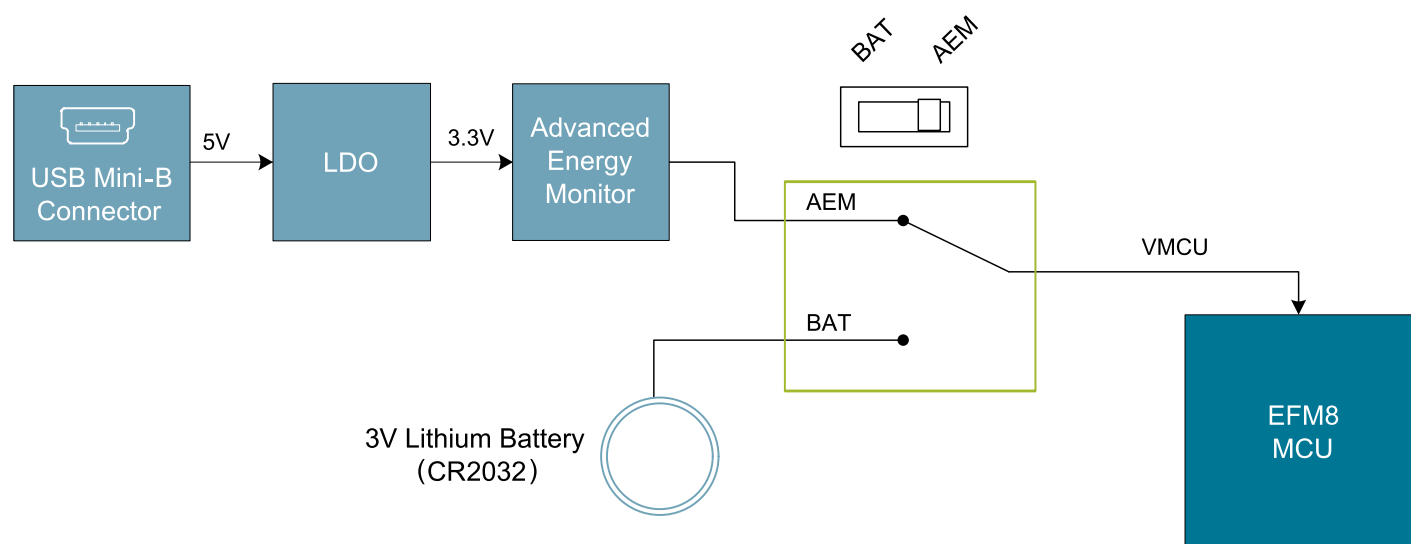 BAT
AEM
USB Mini-B
Connector
5V
LDO
3.3V
Advanced
Energy
Monitor
AEM
BAT
VMCU
3V Lithium Battery
(CR2032)
EFM8
MCU